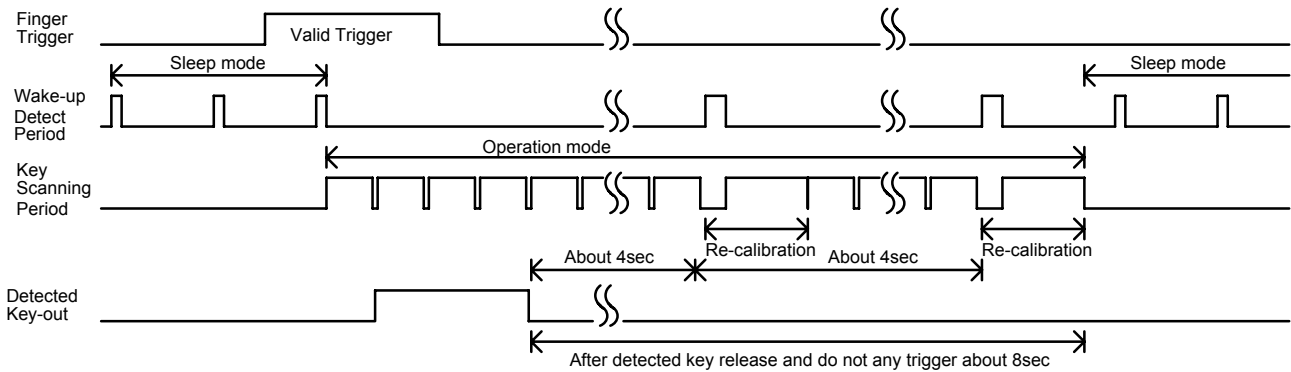 Finger
Trigger
Valid Trigger
Sleep mode
Sleep mode
Wake-up
Detect
Period
Operation mode
Key
Scanning
Period
Re-calibration
Re-calibration
About 4sec
About 4sec
Detected
Key-out
After detected key release and do not any trigger about 8sec